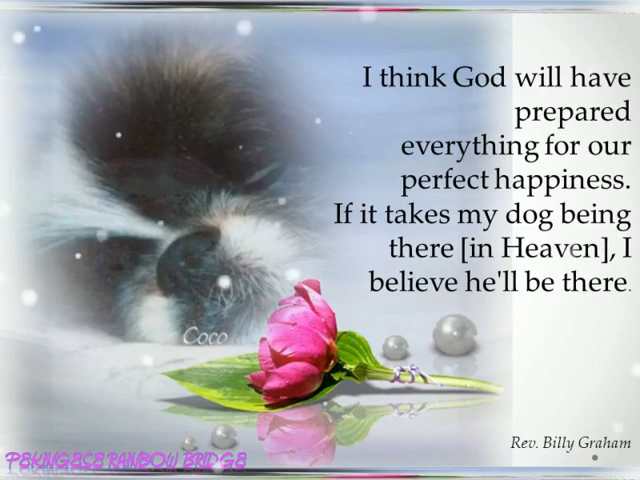 I think God will have
prepared
everything for our
perfect happiness.
If it takes my dog being
there [in Heaven], I
believe he'll be there.
Coco
Rev. Billy Graham
PEKINGESE RAINBOW BRIDGE